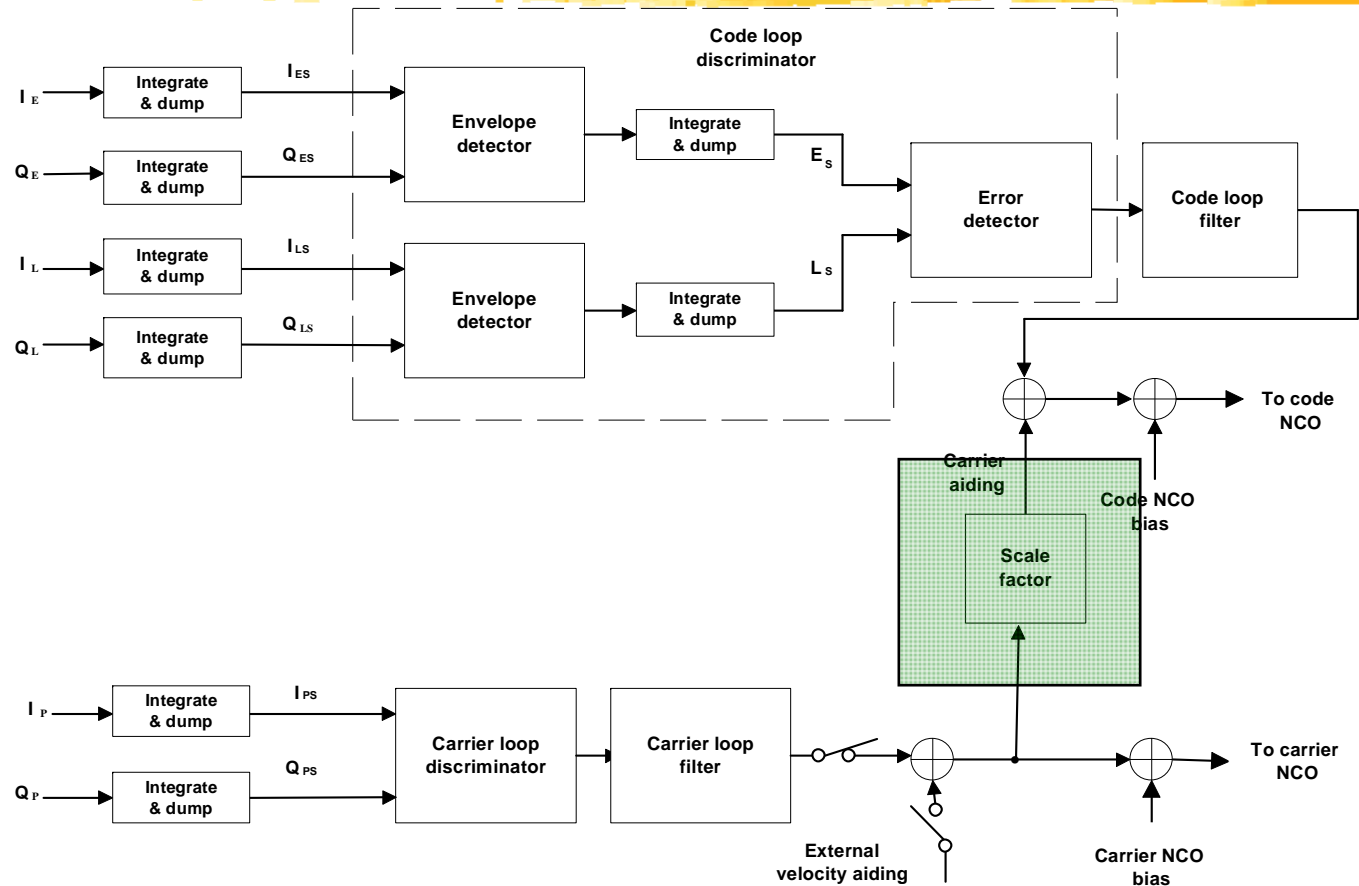 Code loop
discriminator
I E
Integrate
& dump
I ES
Q E
Integrate
& dump
Q ES
Envelope
detector
Integrate
& dump
E S
I L
Integrate
& dump
I LS
Q L
Integrate
& dump
Q LS
Envelope
detector
Integrate
& dump
L S
Error
detector
Code loop
filter
To code
NCO
Carrier
aiding
Code NCO
bias
Scale
factor
I P
Integrate
& dump
I PS
Q P
Integrate
& dump
Q PS
Carrier loop
discriminator
Carrier loop
filter
To carrier
NCO
External
velocity aiding
Carrier NCO
bias